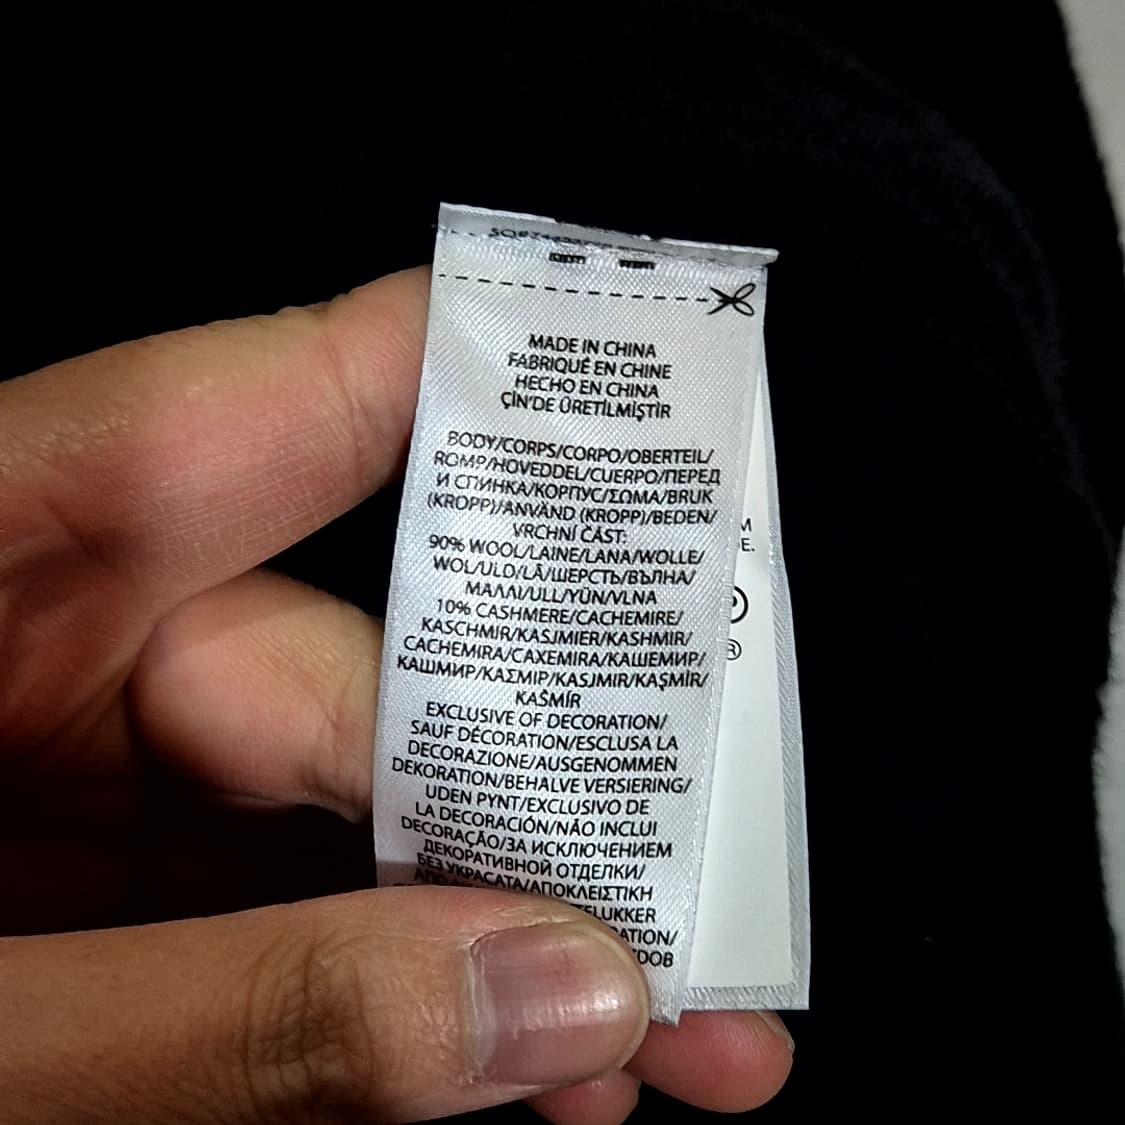 MADE IN CHINA
FABRIQUÉ EN CHINE
HECHO EN CHINA
ÇİN'DE ÜRETİLMİŞTİR
BODY/CORPS/CORPO/OBERTEIL/
ROMP/HOVEDDEL/CUERPO/ПЕРЕД
И СПИНКА/КОРПУС/ΣΩΜΑ/BRUK
(KROPP)/ANVÄND (KROPP)/BEDEN/
VRCHNÍ ČÁST:
90% WOOL/LAINE/LANA/WOLLE/
WOL/ULD/LÃ/ШЕРСТЬ/ВЪЛНА/
ΜΑΛΛΙ/ULL/YÜN/VLNA
10% CASHMERE/CACHEMIRE/
KASCHMIR/KASJMIER/KASHMIR/
CACHEMIRA/CAXEMIRA/КАШЕМИР/
КАШМИР/ΚΑΣΜΙΡ/KASJMIR/KAŞMİR/
KAŠMÍR
EXCLUSIVE OF DECORATION/
SAUF DÉCORATION/ESCLUSA LA
DECORAZIONE/AUSGENOMMEN
DEKORATION/BEHALVE VERSIERING/
UDEN PYNT/EXCLUSIVO DE
LA DECORACIÓN/NÃO INCLUI
DECORAÇÃO/ЗА ИСКЛЮЧЕНИЕМ
ДЕКОРАТИВНОЙ ОТДЕЛКИ/
БЕЗ УКРАСАТА/ΑΠΟΚΛΕΙΣΤΙΚΗ
TELUKKER
RATION/
ZDOB
M
E.
P
®